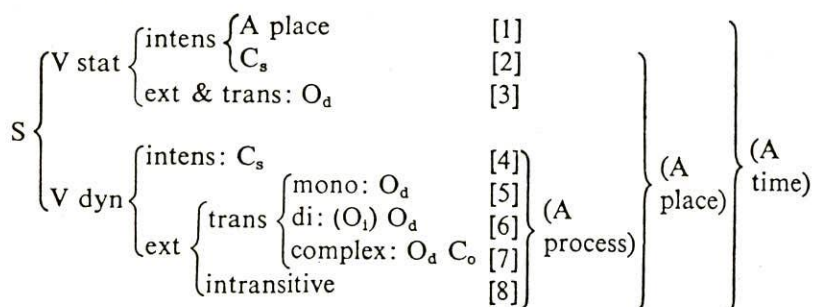 intens A place [1]
V stat C_s [2]
ext & trans: O_d [3]
S
intens: C_s [4] (A (A
V dyn mono: O_d [5] place) time)
trans di: (O_i) O_d [6] (A
ext complex: O_d C_o [7] process)
intransitive [8]